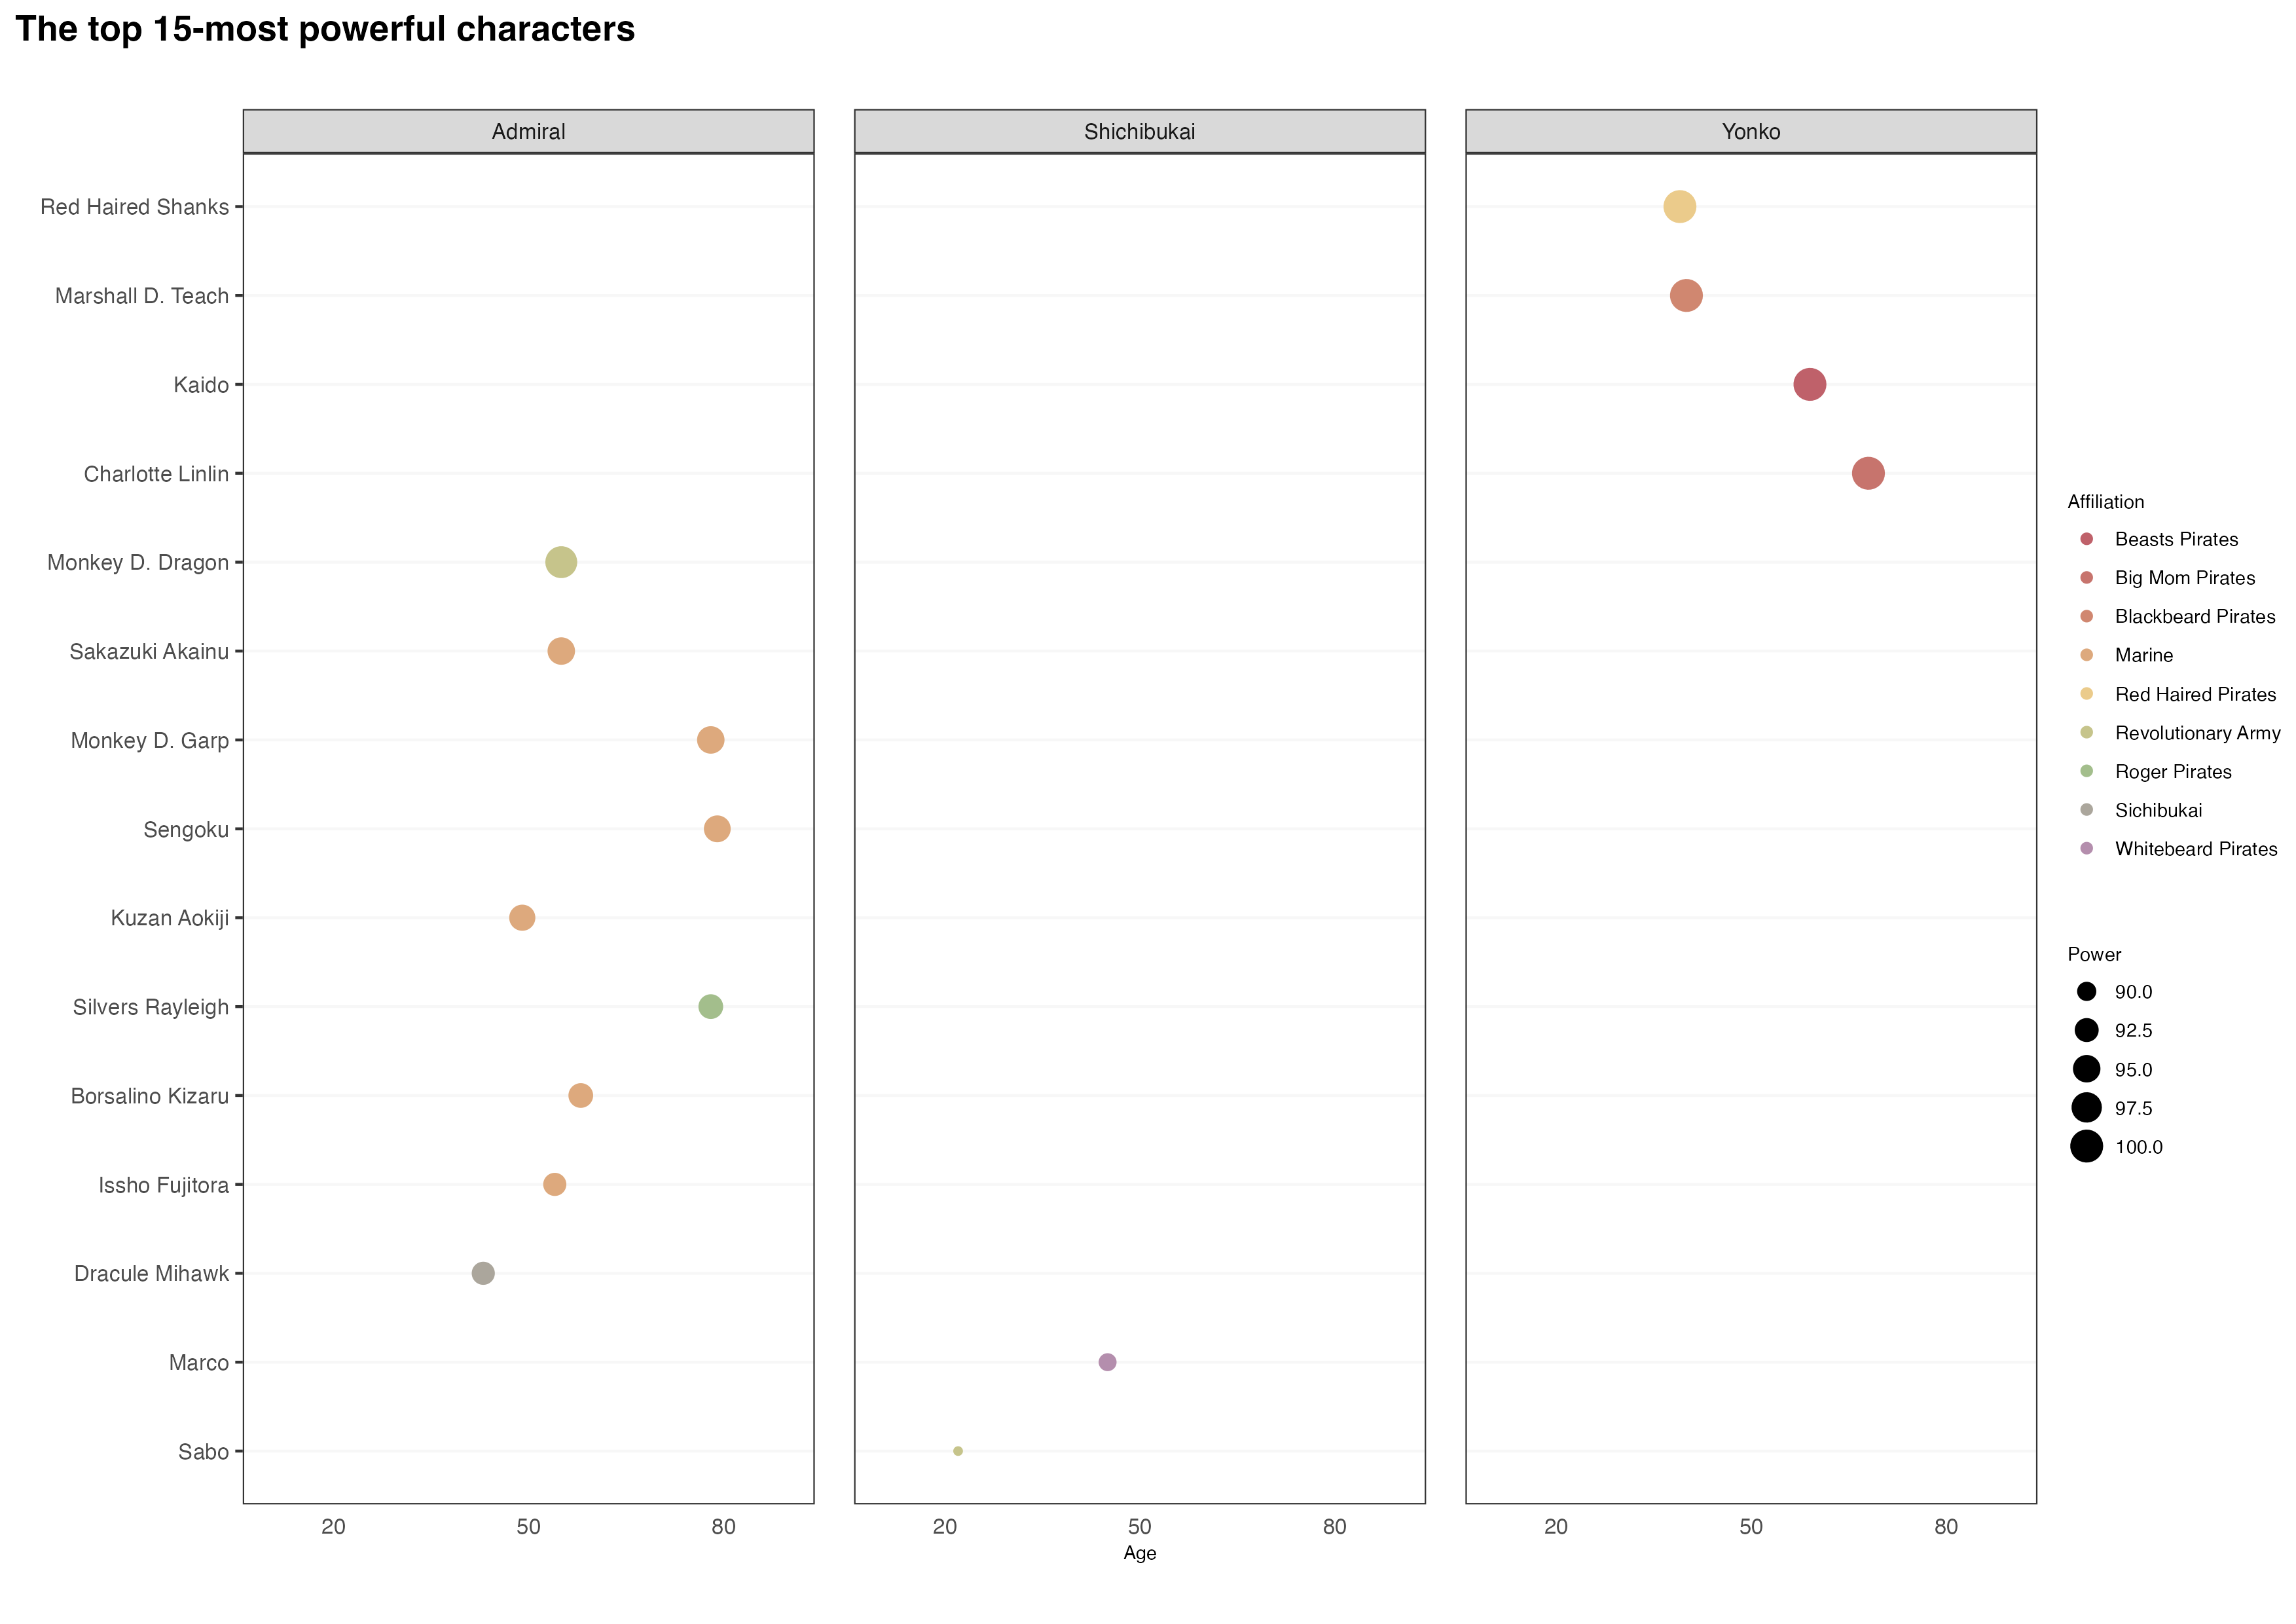 The top 15-most powerful characters
Admiral
Shichibukai
Yonko
Red Haired Shanks
Marshall D. Teach
Kaido
Charlotte Linlin
Monkey D. Dragon
Sakazuki Akainu
Monkey D. Garp
Sengoku
Kuzan Aokiji
Silvers Rayleigh
Borsalino Kizaru
Issho Fujitora
Dracule Mihawk
Marco
Sabo
20 50 80
20 50 80
20 50 80
Age
Affiliation
Beasts Pirates
Big Mom Pirates
Blackbeard Pirates
Marine
Red Haired Pirates
Revolutionary Army
Roger Pirates
Sichibukai
Whitebeard Pirates
Power
90.0
92.5
95.0
97.5
100.0